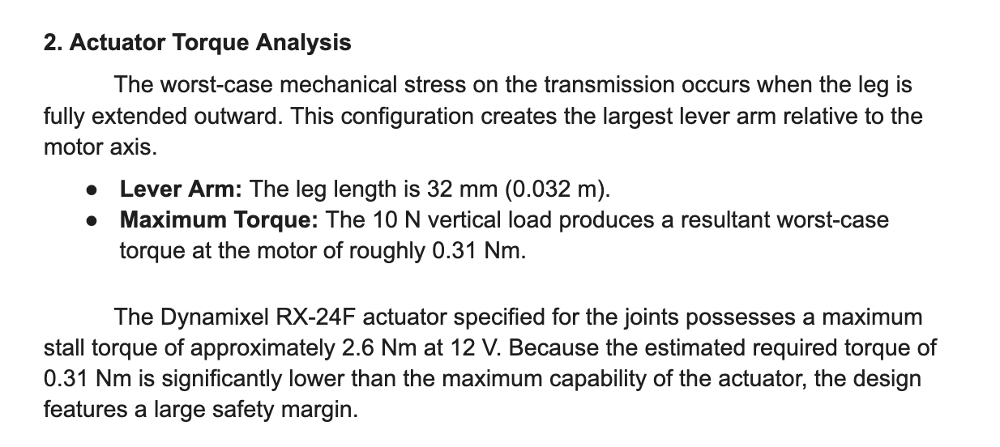 2. Actuator Torque Analysis
The worst-case mechanical stress on the transmission occurs when the leg is
fully extended outward. This configuration creates the largest lever arm relative to the
motor axis.
● Lever Arm: The leg length is 32 mm (0.032 m).
● Maximum Torque: The 10 N vertical load produces a resultant worst-case
torque at the motor of roughly 0.31 Nm.
The Dynamixel RX-24F actuator specified for the joints possesses a maximum
stall torque of approximately 2.6 Nm at 12 V. Because the estimated required torque of
0.31 Nm is significantly lower than the maximum capability of the actuator, the design
features a large safety margin.